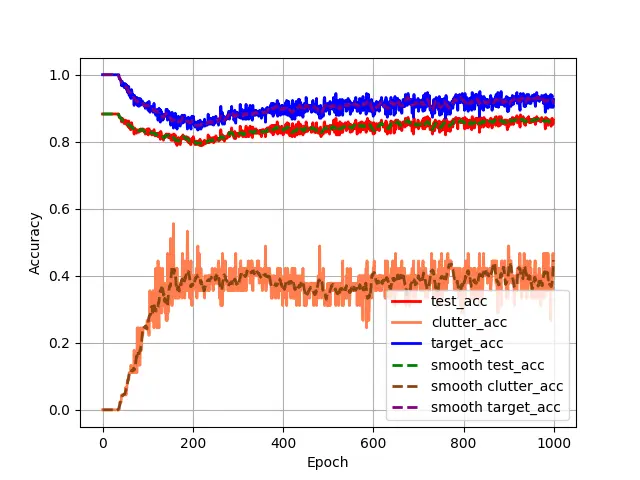 1.0
0.8
0.6
0.4
0.2
0.0
Accuracy
test_acc
clutter_acc
target_acc
smooth test_acc
smooth clutter_acc
smooth target_acc
0 200 400 600 800 1000
Epoch